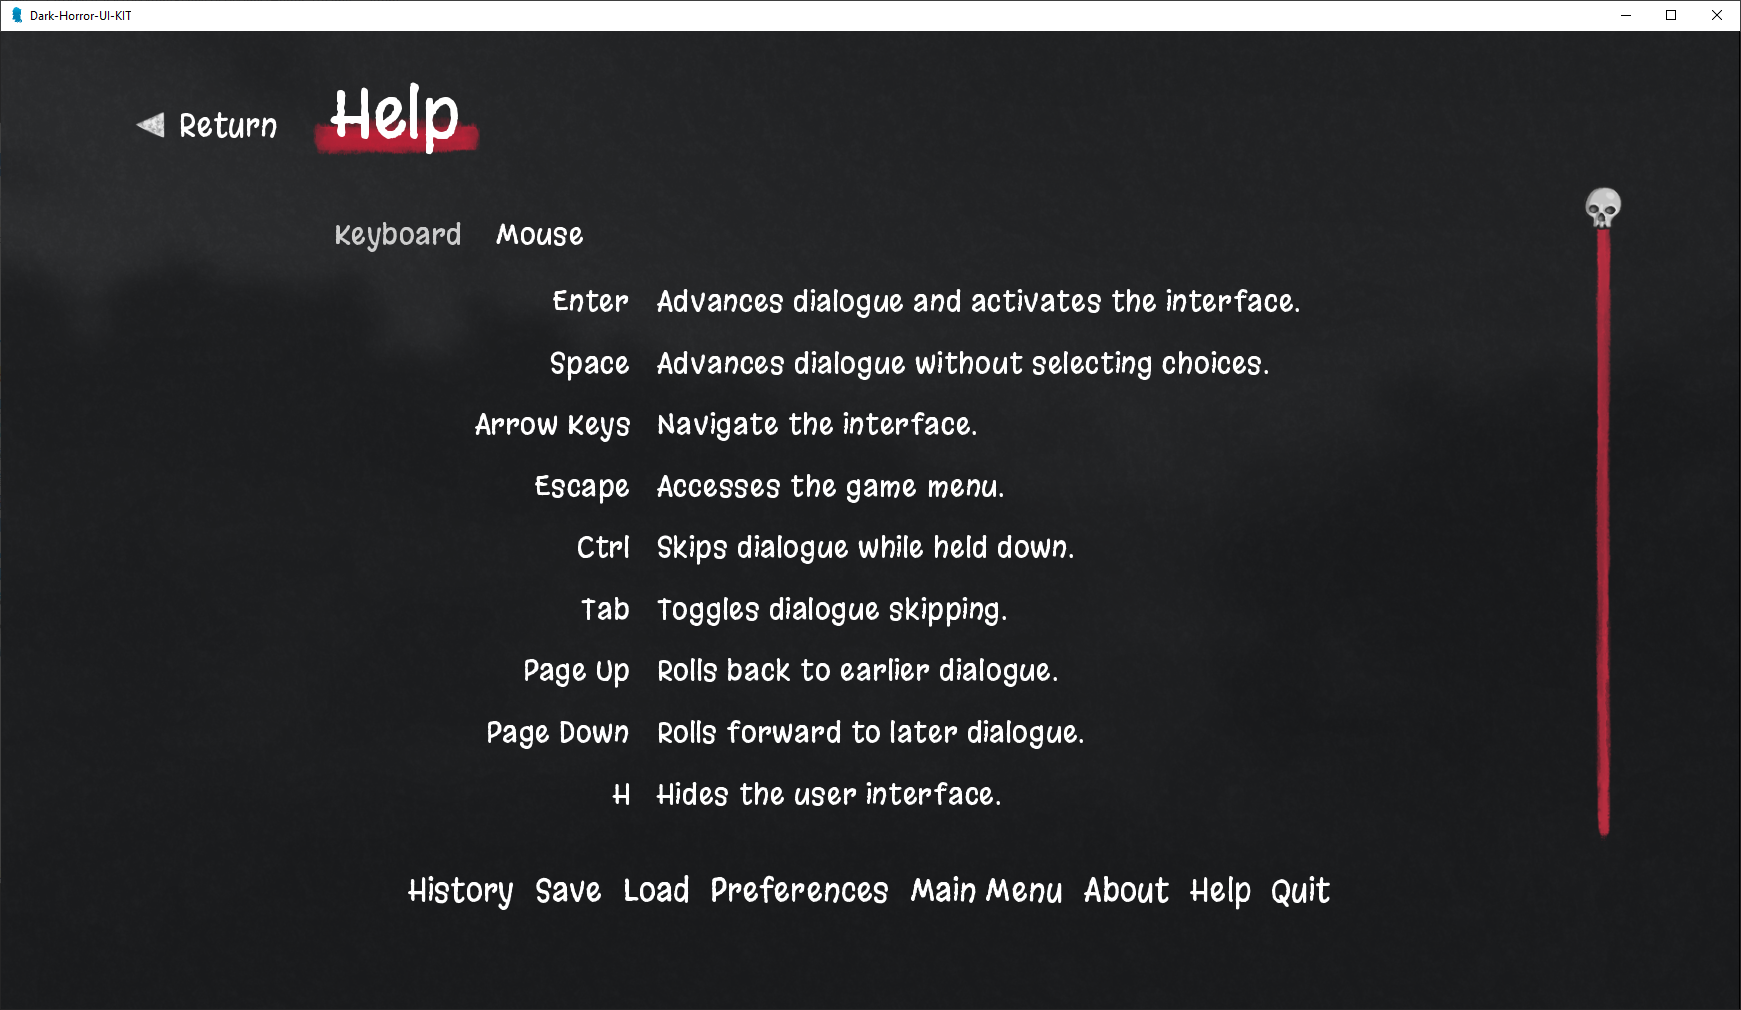 Dark-Horror-UI-KIT
Return
Help
Keyboard Mouse
Enter Advances dialogue and activates the interface.
Space Advances dialogue without selecting choices.
Arrow Keys Navigate the interface.
Escape Accesses the game menu.
Ctrl Skips dialogue while held down.
Tab Toggles dialogue skipping.
Page Up Rolls back to earlier dialogue.
Page Down Rolls forward to later dialogue.
H Hides the user interface.
History Save Load Preferences Main Menu About Help Quit